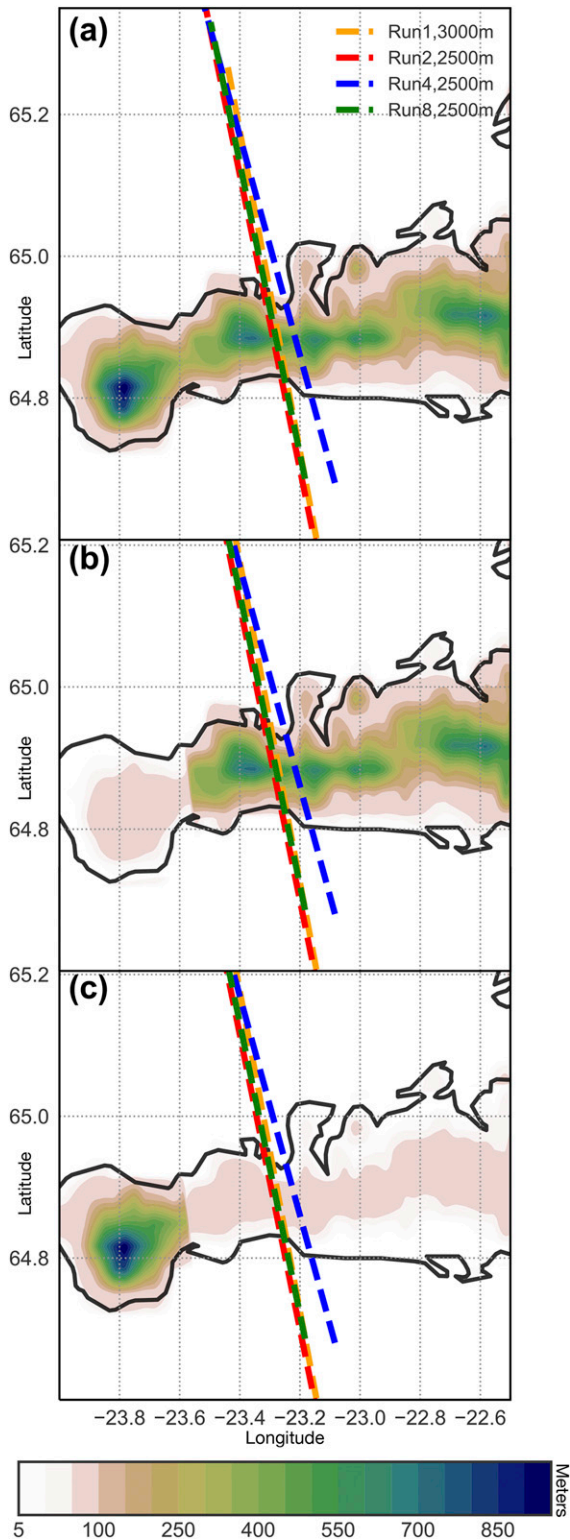 (a)
Run1,3000m
Run2,2500m
Run4,2500m
Run8,2500m
65.2
65.0
64.8
Latitude
(b)
65.2
65.0
64.8
Latitude
(c)
65.2
65.0
64.8
Latitude
−23.8 −23.6 −23.4 −23.2 −23.0 −22.8 −22.6
Longitude
5 100 250 400 550 700 850
Meters